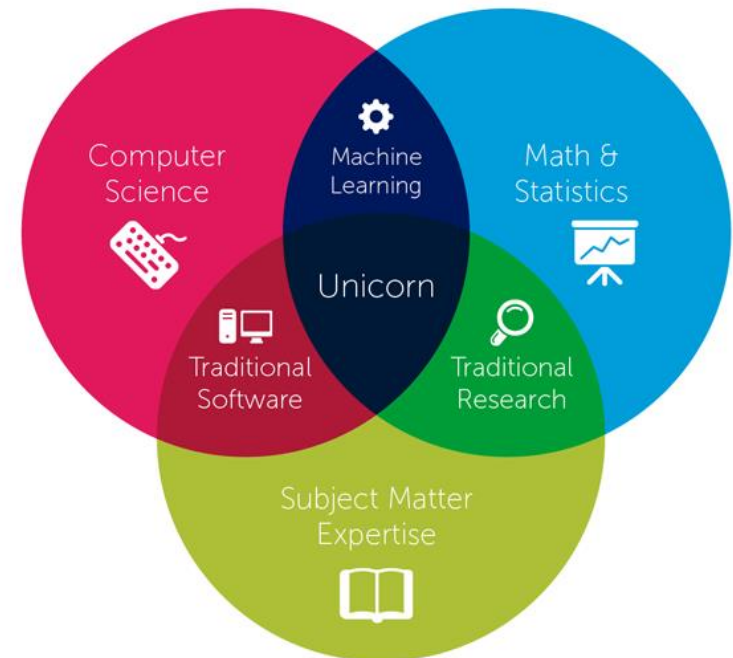 Computer
Science
Machine
Learning
Math &
Statistics
Unicorn
Traditional
Software
Traditional
Research
Subject Matter
Expertise